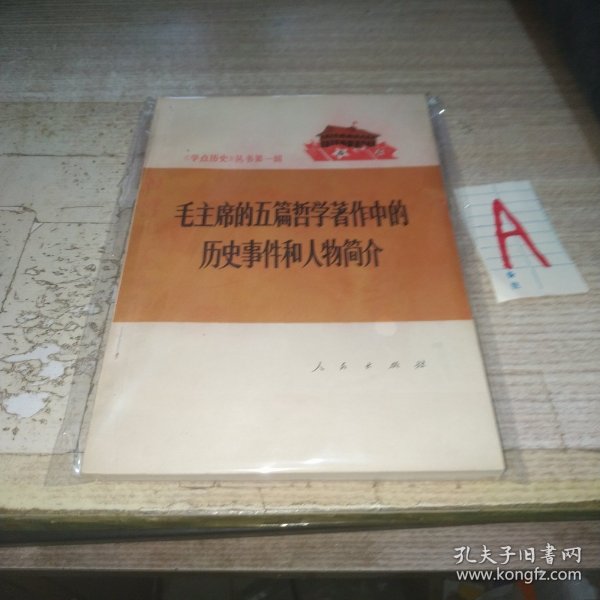 《学点历史》丛书第一辑
毛主席的五篇哲学著作中的
历史事件和人物简介
人民出版社
A
孔夫子旧书网
www.kongfz.com